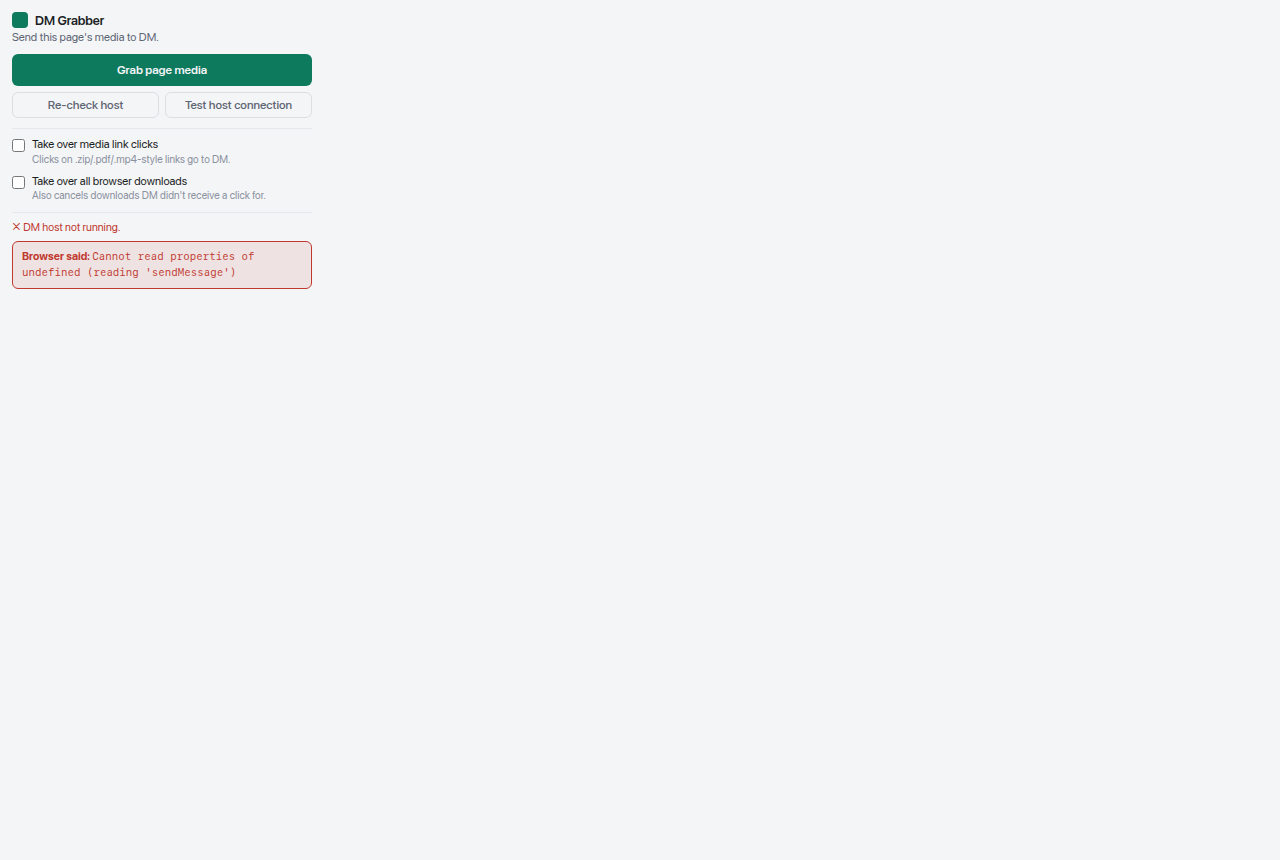 DM Grabber
Send this page's media to DM.
Grab page media
Re-check host
Test host connection
Take over media link clicks
Clicks on .zip/.pdf/.mp4-style links go to DM.
Take over all browser downloads
Also cancels downloads DM didn't receive a click for.
✕ DM host not running.
Browser said: Cannot read properties of
undefined (reading 'sendMessage')